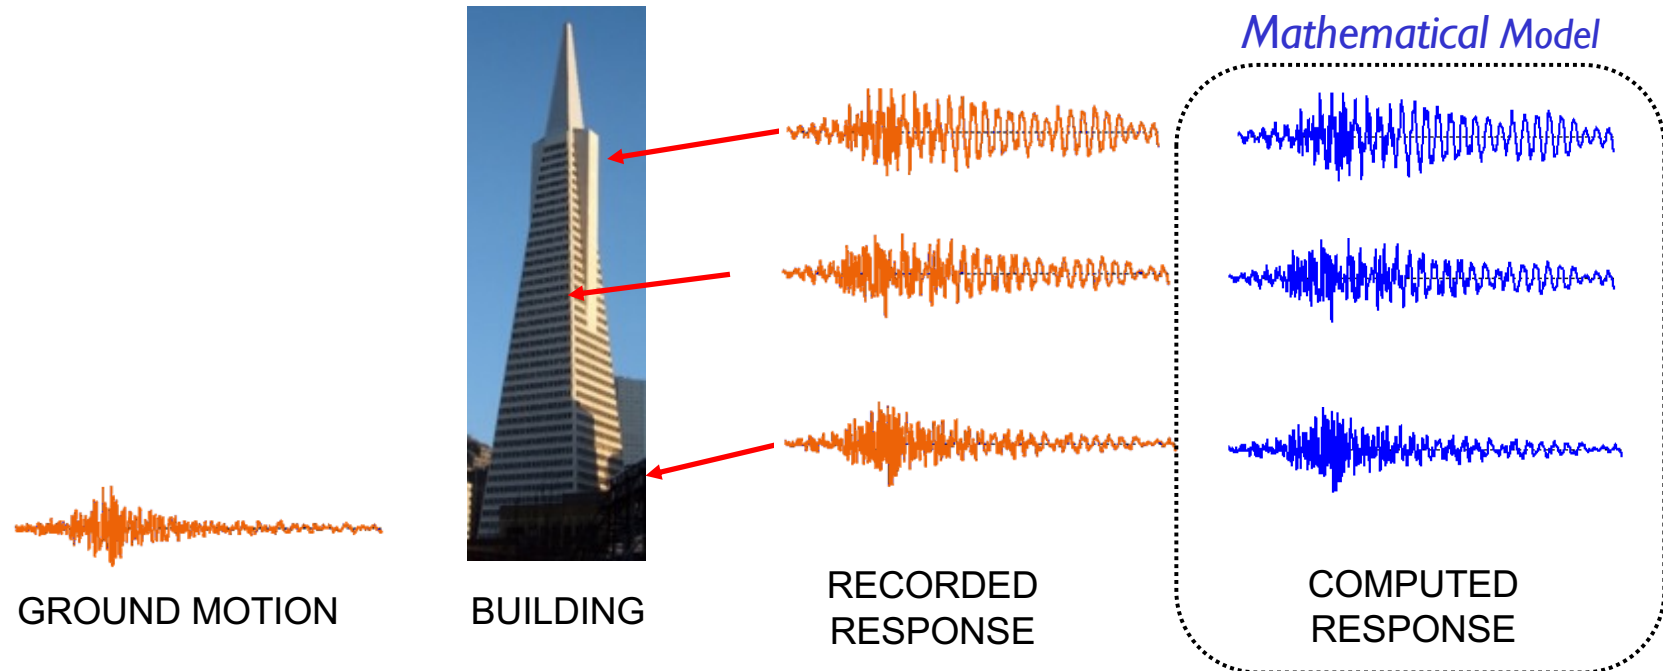 Mathematical Model
GROUND MOTION
BUILDING
RECORDED
RESPONSE
COMPUTED
RESPONSE